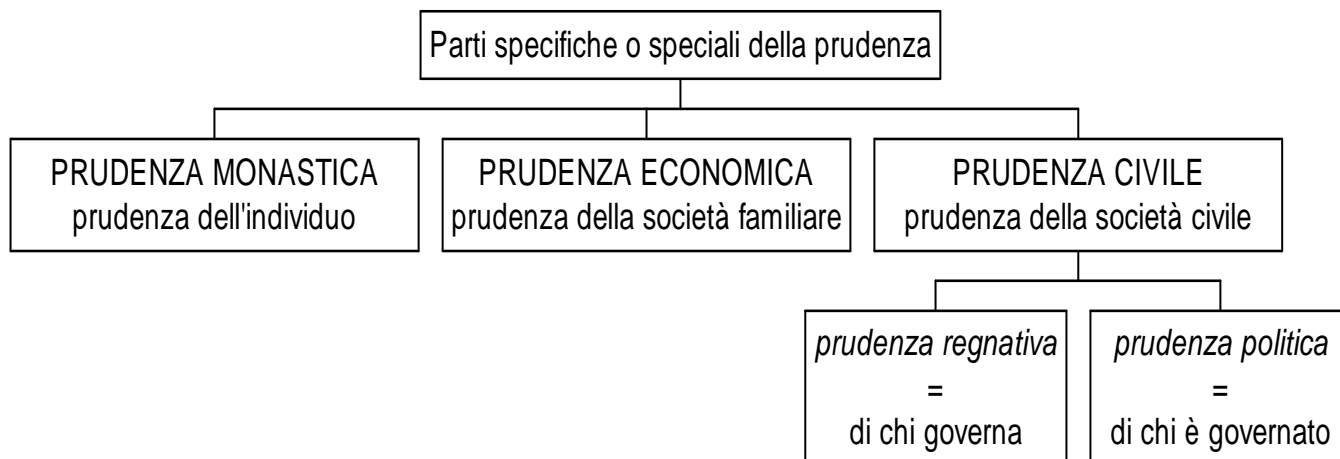 Parti specifiche o speciali della prudenza
PRUDENZA MONASTICA
prudenza dell'individuo
PRUDENZA ECONOMICA
prudenza della società familiare
PRUDENZA CIVILE
prudenza della società civile
prudenza regnativa
=
di chi governa
prudenza politica
=
di chi è governato